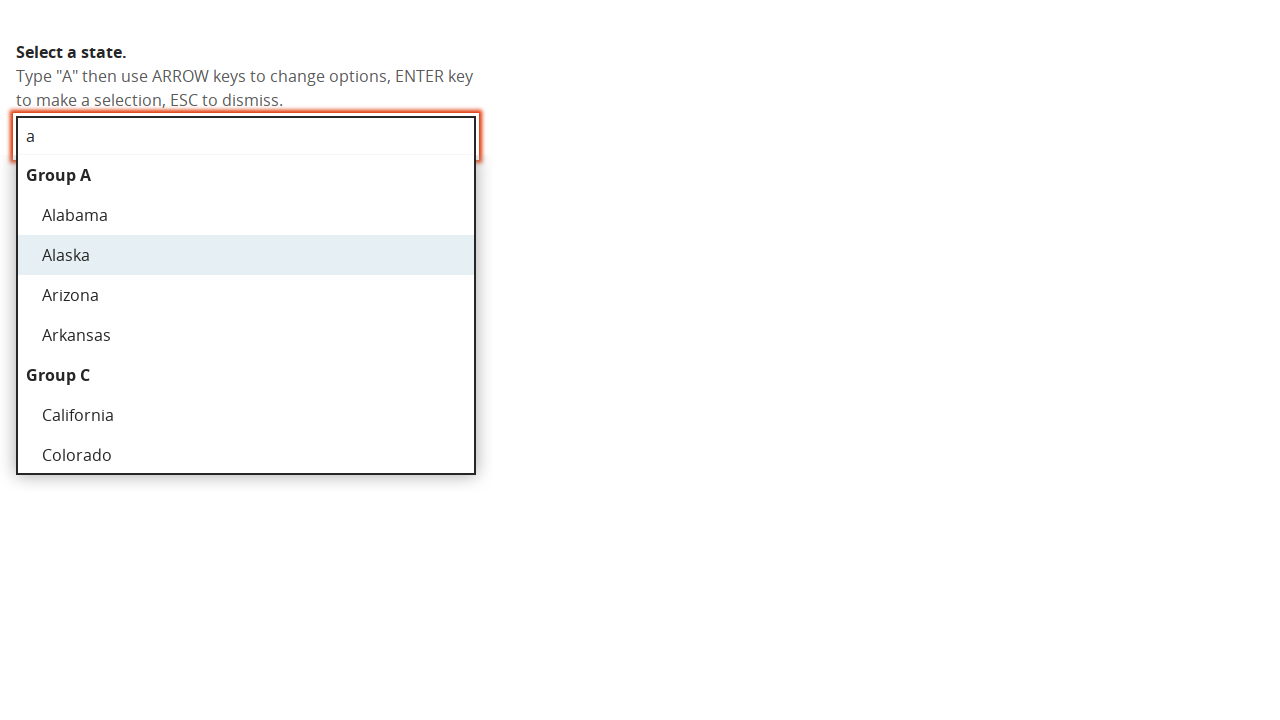 Select a state.
Type "A" then use ARROW keys to change options, ENTER key
to make a selection, ESC to dismiss.
a
Group A
Alabama
Alaska
Arizona
Arkansas
Group C
California
Colorado